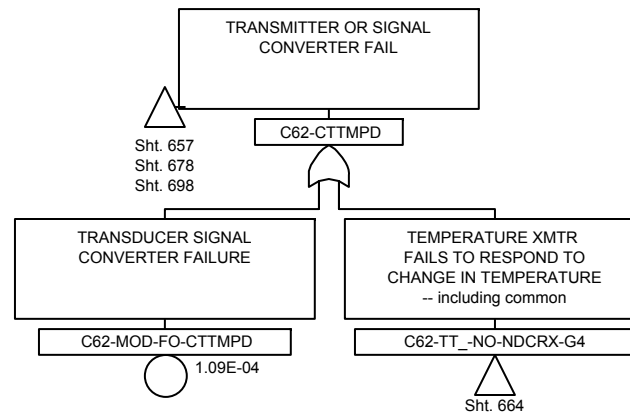 TRANSMITTER OR SIGNAL
CONVERTER FAIL
C62-CTTMPD
Sht. 657
Sht. 678
Sht. 698
TRANSDUCER SIGNAL
CONVERTER FAILURE
C62-MOD-FO-CTTMPD
1.09E-04
TEMPERATURE XMTR
FAILS TO RESPOND TO
CHANGE IN TEMPERATURE
-- including common
C62-TT_-NO-NDCRX-G4
Sht. 664